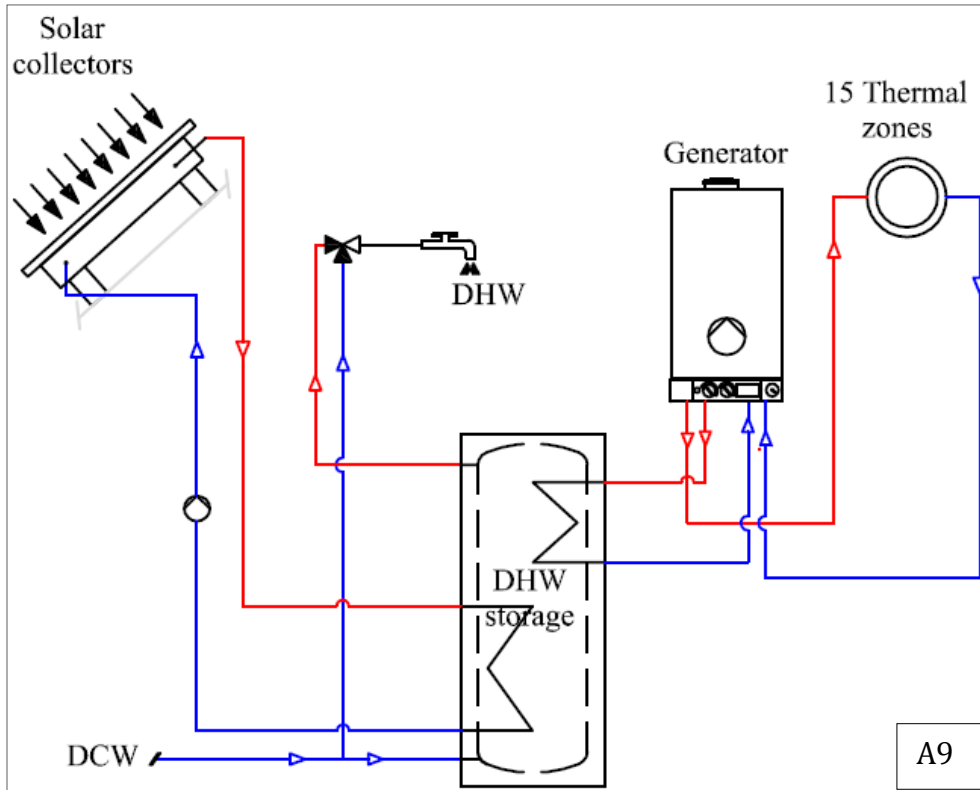 Solar
collectors
15 Thermal
zones
Generator
DHW
DHW
storage
DCW
A9